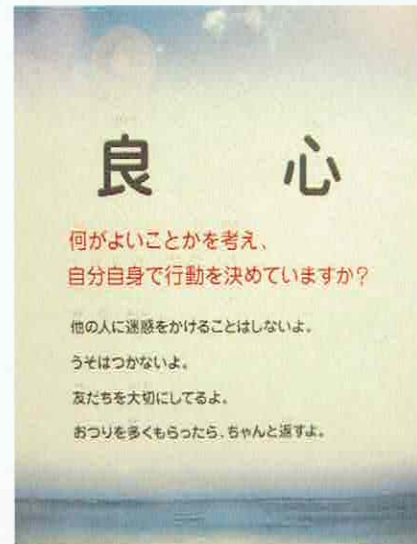 良　心
何がよいことかを考え、
自分自身で行動を決めていますか？
他の人に迷惑をかけることはしないよ。
うそはつかないよ。
友だちを大切にしてるよ。
おつりを多くもらったら、ちゃんと返すよ。